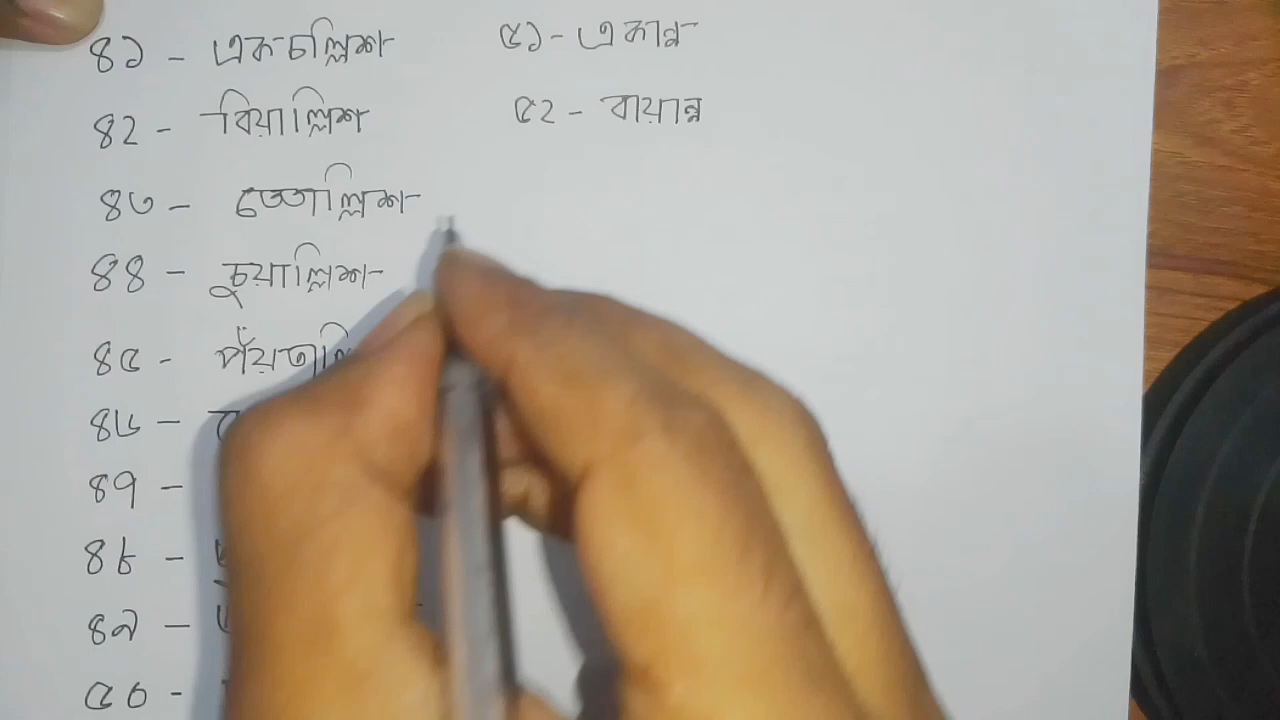 ৪১ - একচল্লিশ
৪২ - বিয়াল্লিশ
৪৩ - তেতাল্লিশ
৪৪ - চুয়াল্লিশ
৪৫ -
৪৬ -
৪৭ -
৪৮ -
৪৯ -
৫০ -
৫১ - একান্ন
৫২ - বায়ান্ন